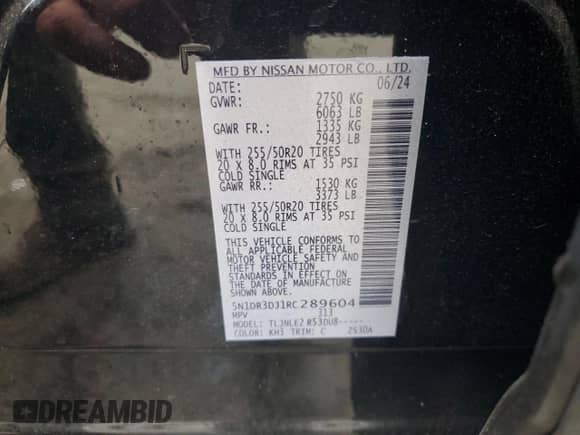 MFD BY NISSAN MOTOR CO., LTD.
DATE: 06/24
GVWR: 2750 KG
6063 LB
GAWR FR.: 1335 KG
2943 LB
WITH 255/50R20 TIRES
20 X 8.0 RIMS AT 35 PSI
COLD SINGLE
GAWR RR.: 1530 KG
3373 LB
WITH 255/50R20 TIRES
20 X 8.0 RIMS AT 35 PSI
COLD SINGLE
THIS VEHICLE CONFORMS TO
ALL APPLICABLE FEDERAL
MOTOR VEHICLE SAFETY AND
THEFT PREVENTION
STANDARDS IN EFFECT ON
THE DATE OF MANUFACTURE
SHOWN ABOVE.
5N1DR3DJ1RC289604
MPV 313
MODEL: TLJNLE2 R53DU8-----
COLOR: KH3 TRIM: C 2530A
DREAMBID